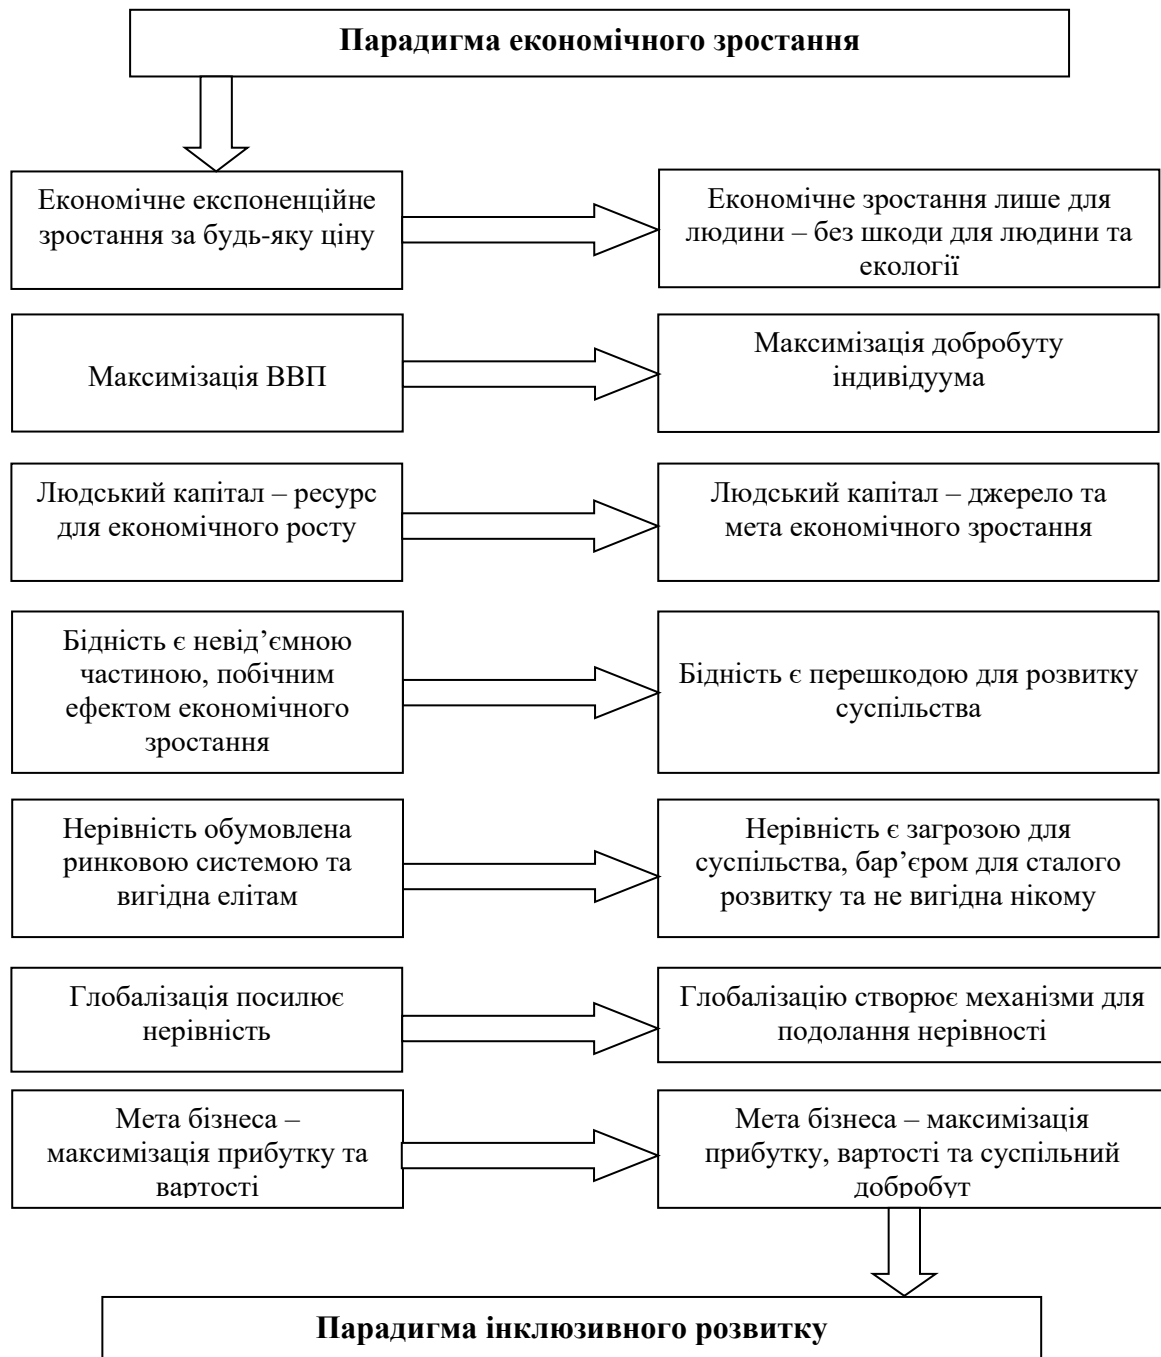 Парадигма економічного зростання
Економічне експоненційне
зростання за будь-яку ціну
Економічне зростання лише для
людини – без шкоди для людини та
екології
Максимізація ВВП
Максимізація добробуту
індивідуума
Людський капітал – ресурс
для економічного росту
Людський капітал – джерело та
мета економічного зростання
Бідність є невід’ємною
частиною, побічним
ефектом економічного
зростання
Бідність є перешкодою для розвитку
суспільства
Нерівність обумовлена
ринковою системою та
вигідна елітам
Нерівність є загрозою для
суспільства, бар’єром для сталого
розвитку та не вигідна нікому
Глобалізація посилює
нерівність
Глобалізацію створює механізми для
подолання нерівності
Мета бізнеса –
максимізація прибутку та
вартості
Мета бізнеса – максимізація
прибутку, вартості та суспільний
добробут
Парадигма інклюзивного розвитку